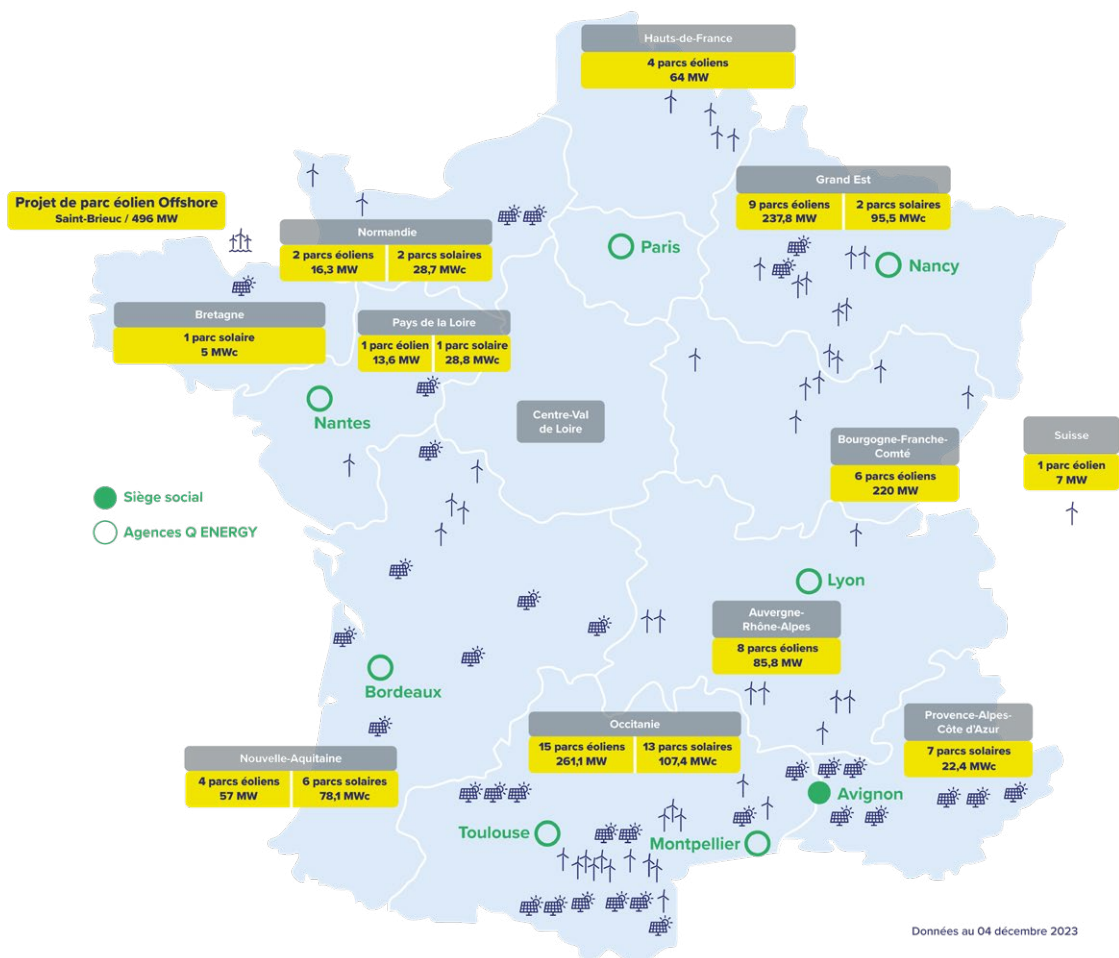 Hauts-de-France
4 parcs éoliens
64 MW
Grand Est
9 parcs éoliens
237,8 MW
2 parcs solaires
95,5 MWc
Projet de parc éolien Offshore
Saint-Brieuc / 496 MW
Normandie
2 parcs éoliens
16,3 MW
2 parcs solaires
28,7 MWc
Paris
Nancy
Bretagne
1 parc solaire
5 MWc
Pays de la Loire
1 parc éolien
13,6 MW
1 parc solaire
28,8 MWc
Nantes
Centre-Val
de Loire
Bourgogne-Franche-
Comté
6 parcs éoliens
220 MW
Suisse
1 parc éolien
7 MW
Siège social
Agences Q ENERGY
Lyon
Auvergne-
Rhône-Alpes
8 parcs éoliens
85,8 MW
Bordeaux
Occitanie
15 parcs éoliens
261,1 MW
13 parcs solaires
107,4 MWc
Provence-Alpes-
Côte d'Azur
7 parcs solaires
22,4 MWc
Nouvelle-Aquitaine
4 parcs éoliens
57 MW
6 parcs solaires
78,1 MWc
Avignon
Toulouse
Montpellier
Données au 04 décembre 2023